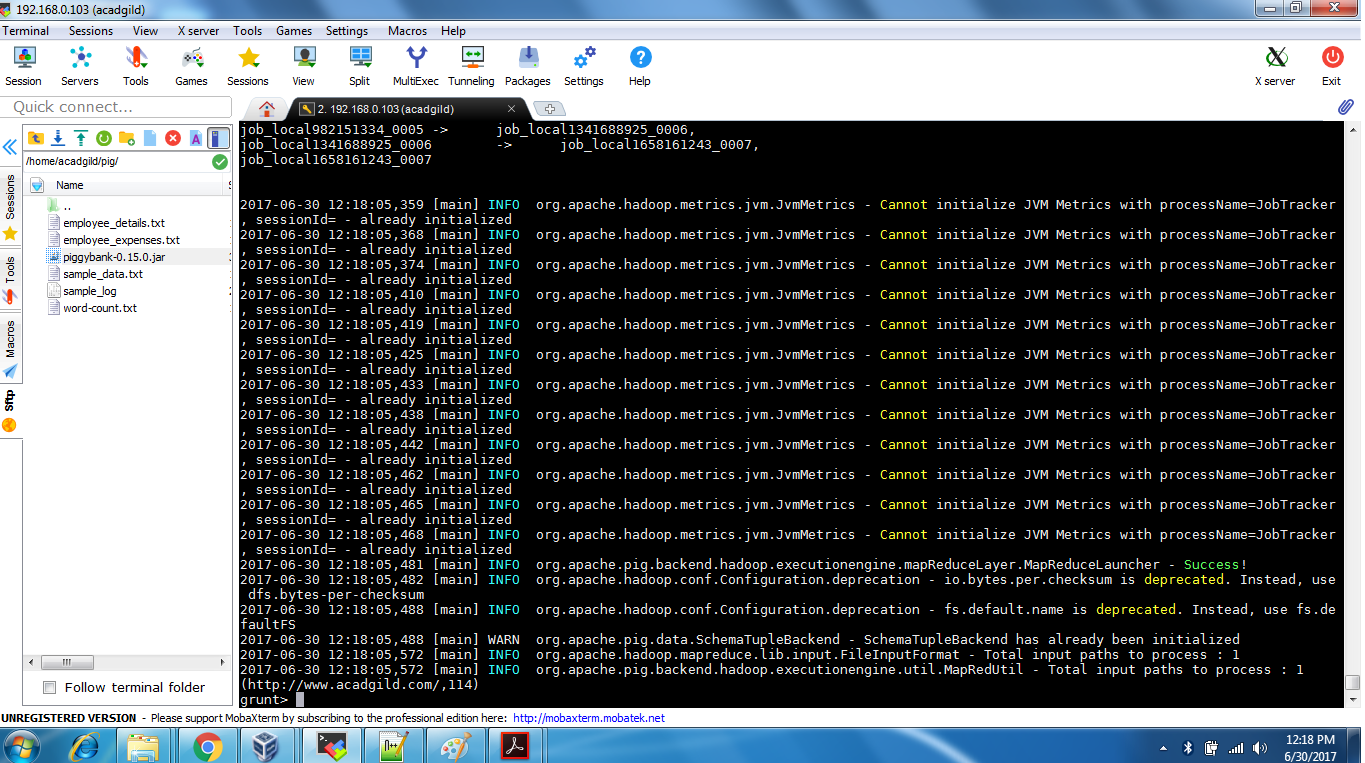 192.168.0.103 (acadgild)
Terminal Sessions View X server Tools Games Settings Macros Help
Session Servers Tools Games Sessions View Split MultiExec Tunneling Packages Settings Help X server Exit
Quick connect...
2. 192.168.0.103 (acadgild)
/home/acadgild/pig/
Name
..
employee_details.txt
employee_expenses.txt
piggybank-0.15.0.jar
sample_data.txt
sample_log
word-count.txt
Sessions
Tools
Macros
Sftp
Follow terminal folder
job_local982151334_0005 -> job_local1341688925_0006,
job_local1341688925_0006 -> job_local1658161243_0007,
job_local1658161243_0007
2017-06-30 12:18:05,359 [main] INFO org.apache.hadoop.metrics.jvm.JvmMetrics - Cannot initialize JVM Metrics with processName=JobTracker
, sessionId= - already initialized
2017-06-30 12:18:05,368 [main] INFO org.apache.hadoop.metrics.jvm.JvmMetrics - Cannot initialize JVM Metrics with processName=JobTracker
, sessionId= - already initialized
2017-06-30 12:18:05,374 [main] INFO org.apache.hadoop.metrics.jvm.JvmMetrics - Cannot initialize JVM Metrics with processName=JobTracker
, sessionId= - already initialized
2017-06-30 12:18:05,410 [main] INFO org.apache.hadoop.metrics.jvm.JvmMetrics - Cannot initialize JVM Metrics with processName=JobTracker
, sessionId= - already initialized
2017-06-30 12:18:05,419 [main] INFO org.apache.hadoop.metrics.jvm.JvmMetrics - Cannot initialize JVM Metrics with processName=JobTracker
, sessionId= - already initialized
2017-06-30 12:18:05,425 [main] INFO org.apache.hadoop.metrics.jvm.JvmMetrics - Cannot initialize JVM Metrics with processName=JobTracker
, sessionId= - already initialized
2017-06-30 12:18:05,433 [main] INFO org.apache.hadoop.metrics.jvm.JvmMetrics - Cannot initialize JVM Metrics with processName=JobTracker
, sessionId= - already initialized
2017-06-30 12:18:05,438 [main] INFO org.apache.hadoop.metrics.jvm.JvmMetrics - Cannot initialize JVM Metrics with processName=JobTracker
, sessionId= - already initialized
2017-06-30 12:18:05,442 [main] INFO org.apache.hadoop.metrics.jvm.JvmMetrics - Cannot initialize JVM Metrics with processName=JobTracker
, sessionId= - already initialized
2017-06-30 12:18:05,462 [main] INFO org.apache.hadoop.metrics.jvm.JvmMetrics - Cannot initialize JVM Metrics with processName=JobTracker
, sessionId= - already initialized
2017-06-30 12:18:05,465 [main] INFO org.apache.hadoop.metrics.jvm.JvmMetrics - Cannot initialize JVM Metrics with processName=JobTracker
, sessionId= - already initialized
2017-06-30 12:18:05,468 [main] INFO org.apache.hadoop.metrics.jvm.JvmMetrics - Cannot initialize JVM Metrics with processName=JobTracker
, sessionId= - already initialized
2017-06-30 12:18:05,481 [main] INFO org.apache.pig.backend.hadoop.executionengine.mapReduceLayer.MapReduceLauncher - Success!
2017-06-30 12:18:05,482 [main] INFO org.apache.hadoop.conf.Configuration.deprecation - io.bytes.per.checksum is deprecated. Instead, use
dfs.bytes-per-checksum
2017-06-30 12:18:05,488 [main] INFO org.apache.hadoop.conf.Configuration.deprecation - fs.default.name is deprecated. Instead, use fs.de
faultFS
2017-06-30 12:18:05,488 [main] WARN org.apache.pig.data.SchemaTupleBackend - SchemaTupleBackend has already been initialized
2017-06-30 12:18:05,572 [main] INFO org.apache.hadoop.mapreduce.lib.input.FileInputFormat - Total input paths to process : 1
2017-06-30 12:18:05,572 [main] INFO org.apache.pig.backend.hadoop.executionengine.util.MapRedUtil - Total input paths to process : 1
(http://www.acadgild.com/,114)
grunt>
UNREGISTERED VERSION - Please support MobaXterm by subscribing to the professional edition here: http://mobaxterm.mobatek.net
12:18 PM
6/30/2017